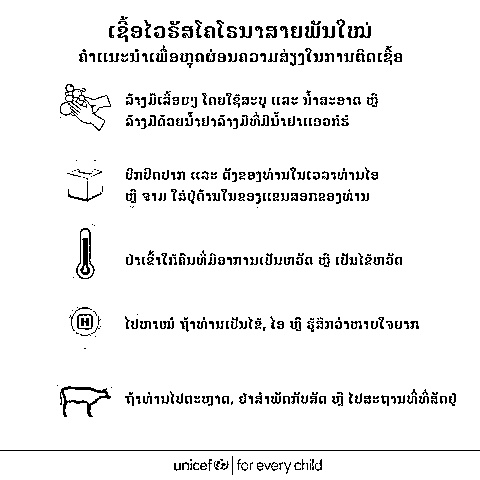 ເຊື້ອໄວຣັສໂຄໂຣນາສາຍພັນໃໝ່
ຄຳແນະນຳເພື່ອຫຼຸດຜ່ອນຄວາມສ່ຽງໃນການຕິດເຊື້ອ
ລ້າງມືເລື້ອຍໆ ໂດຍໃຊ້ສະບູ ແລະ ນ້ຳສະອາດ ຫຼື
ລ້າງມືດ້ວຍນ້ຳຢາລ້າງມືທີ່ມີນ້ຳຢາແອວກໍຮໍ
ປົກປິດປາກ ແລະ ດັງຂອງທ່ານໃນເວລາທ່ານໄອ
ຫຼື ຈາມ ໃສ່ຢູ່ດ້ານໃນຂອງແຂນສອກຂອງທ່ານ
ຢ່າເຂົ້າໃກ້ຄົນທີ່ມີອາການເປັນຫວັດ ຫຼື ເປັນໄຂ້ຫວັດ
ໄປຫາໝໍ ຖ້າທ່ານເປັນໄຂ້, ໄອ ຫຼື ຮູ້ສຶກວ່າຫາຍໃຈຍາກ
ຖ້າທ່ານໄປຕະຫຼາດ, ຢ່າສຳພັດກັບສັດ ຫຼື ໄປສະຖານທີ່ທີ່ສັດຢູ່
unicef | for every child